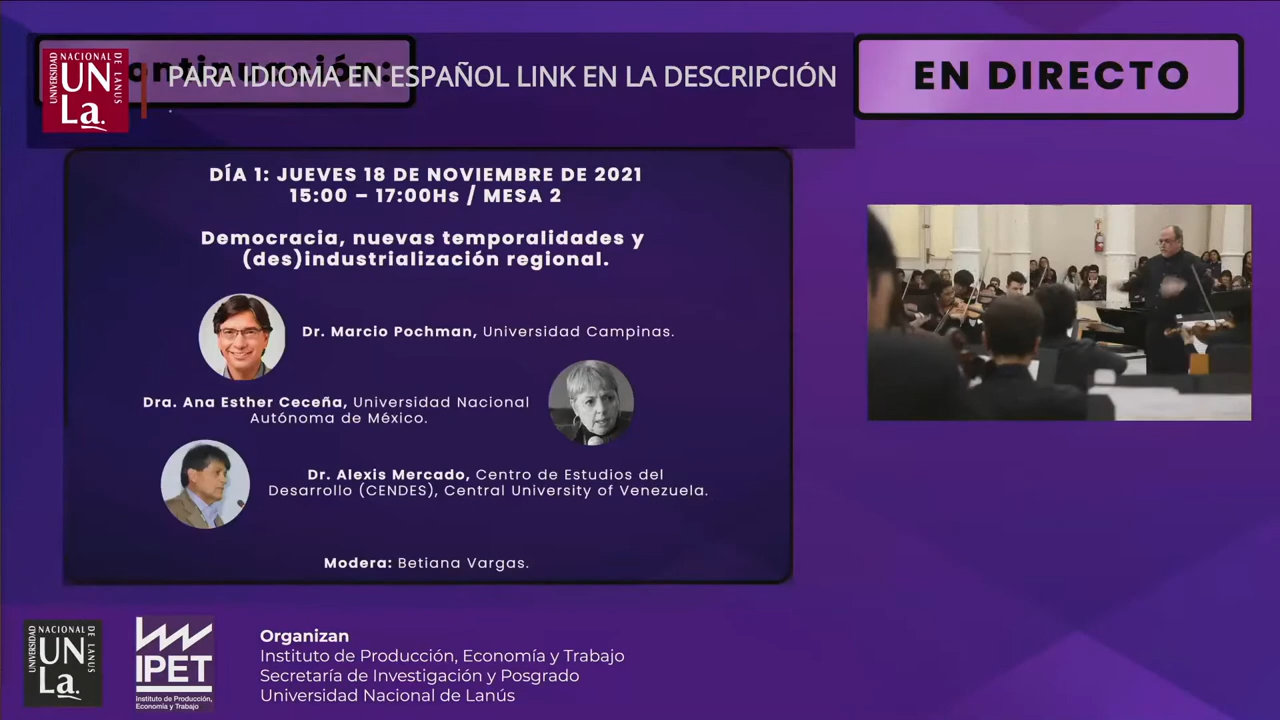 NACIONAL
UNIVERSIDAD
DE LANUS
UN
La.
PARA IDIOMA EN ESPAÑOL LINK EN LA DESCRIPCIÓN
EN DIRECTO
DÍA 1: JUEVES 18 DE NOVIEMBRE DE 2021
15:00 – 17:00Hs / MESA 2
Democracia, nuevas temporalidades y
(des)industrialización regional.
Dr. Marcio Pochman, Universidad Campinas.
Dra. Ana Esther Ceceña, Universidad Nacional
Autónoma de México.
Dr. Alexis Mercado, Centro de Estudios del
Desarrollo (CENDES), Central University of Venezuela.
Modera: Betiana Vargas.
NACIONAL
UNIVERSIDAD
DE LANUS
UN
La.
IPET
Instituto de Producción,
Economía y Trabajo
Organizan
Instituto de Producción, Economía y Trabajo
Secretaría de Investigación y Posgrado
Universidad Nacional de Lanús